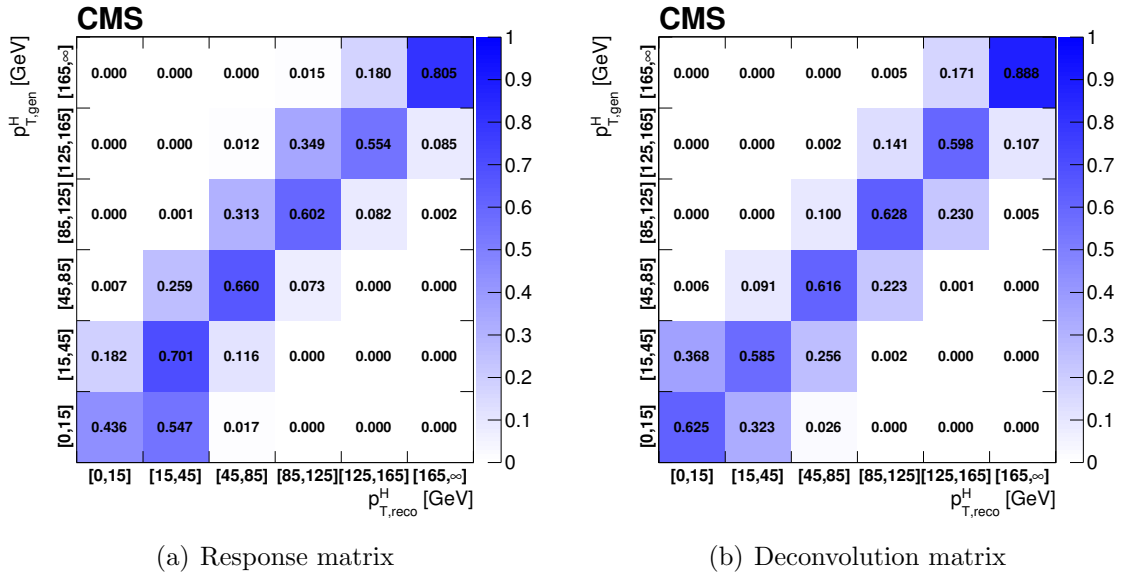 CMS
p^H_T,gen [GeV]
[165,∞] 0.000 0.000 0.000 0.015 0.180 0.805
[125,165] 0.000 0.000 0.012 0.349 0.554 0.085
[85,125] 0.000 0.001 0.313 0.602 0.082 0.002
[45,85] 0.007 0.259 0.660 0.073 0.000 0.000
[15,45] 0.182 0.701 0.116 0.000 0.000 0.000
[0,15] 0.436 0.547 0.017 0.000 0.000 0.000
[0,15] [15,45] [45,85] [85,125] [125,165] [165,∞]
p^H_T,reco [GeV]
1
0.9
0.8
0.7
0.6
0.5
0.4
0.3
0.2
0.1
0
(a) Response matrix
CMS
p^H_T,gen [GeV]
[165,∞] 0.000 0.000 0.000 0.005 0.171 0.888
[125,165] 0.000 0.000 0.002 0.141 0.598 0.107
[85,125] 0.000 0.000 0.100 0.628 0.230 0.005
[45,85] 0.006 0.091 0.616 0.223 0.001 0.000
[15,45] 0.368 0.585 0.256 0.002 0.000 0.000
[0,15] 0.625 0.323 0.026 0.000 0.000 0.000
[0,15] [15,45] [45,85] [85,125] [125,165] [165,∞]
p^H_T,reco [GeV]
1
0.9
0.8
0.7
0.6
0.5
0.4
0.3
0.2
0.1
0
(b) Deconvolution matrix